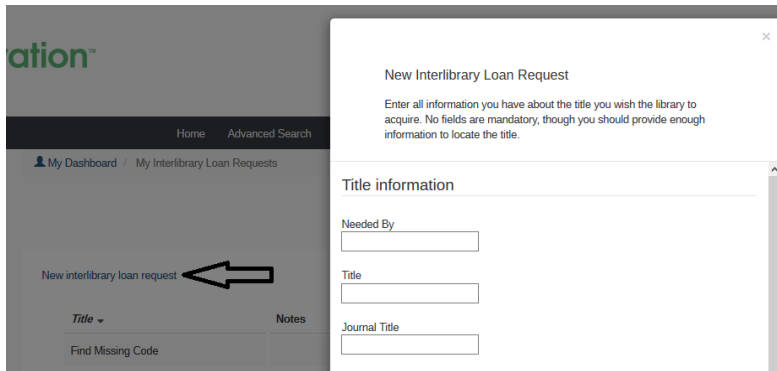 ation™
Home Advanced Search
My Dashboard / My Interlibrary Loan Requests
New interlibrary loan request
Title Notes
Find Missing Code
×
New Interlibrary Loan Request
Enter all information you have about the title you wish the library to
acquire. No fields are mandatory, though you should provide enough
information to locate the title.
Title information
Needed By
Title
Journal Title